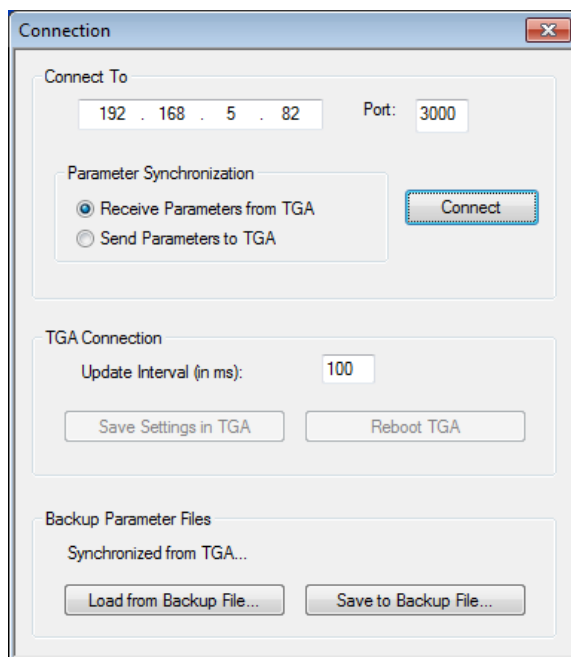 Connection
Connect To
192 . 168 . 5 . 82 Port: 3000
Parameter Synchronization
Receive Parameters from TGA
Connect
Send Parameters to TGA
TGA Connection
Update Interval (in ms): 100
Save Settings in TGA Reboot TGA
Backup Parameter Files
Synchronized from TGA...
Load from Backup File... Save to Backup File...